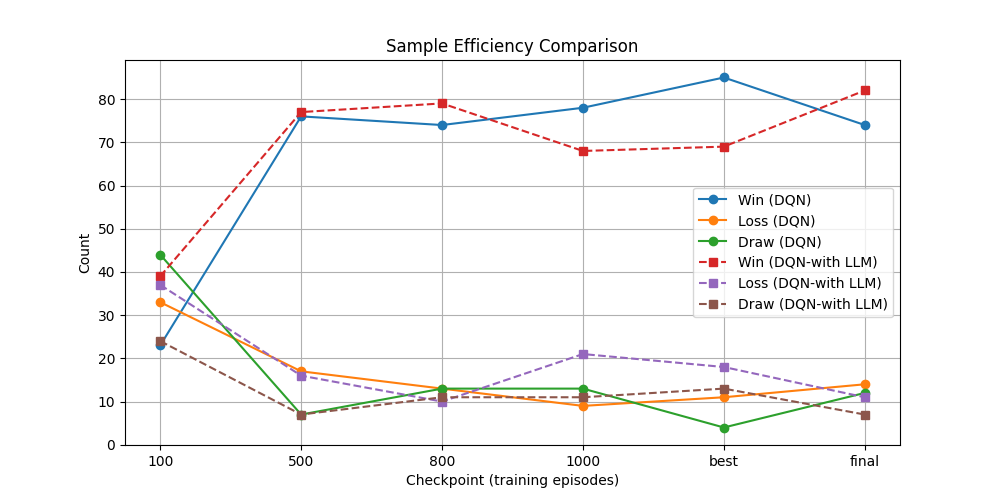 Sample Efficiency Comparison
Count
80
70
60
50
40
30
20
10
0
Win (DQN)
Loss (DQN)
Draw (DQN)
Win (DQN-with LLM)
Loss (DQN-with LLM)
Draw (DQN-with LLM)
100 500 800 1000 best final
Checkpoint (training episodes)